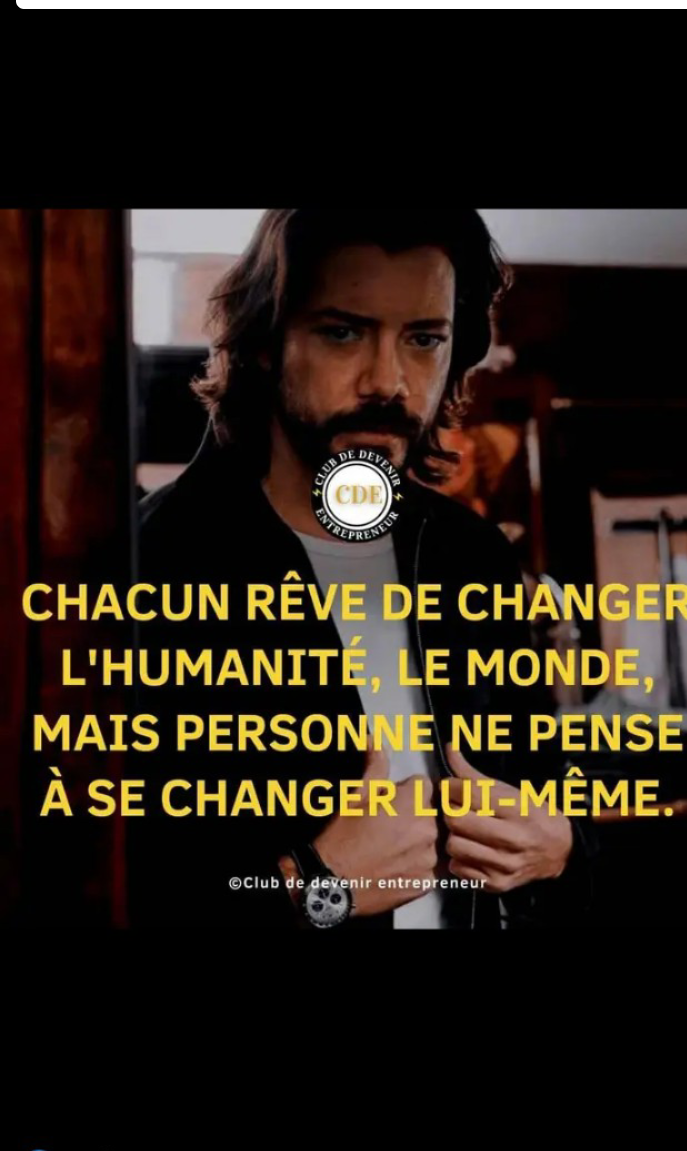 CLUB DE DEVENIR
CDE
ENTREPRENEUR
CHACUN RÊVE DE CHANGER
L'HUMANITÉ, LE MONDE,
MAIS PERSONNE NE PENSE
À SE CHANGER LUI-MÊME.
©Club de devenir entrepreneur